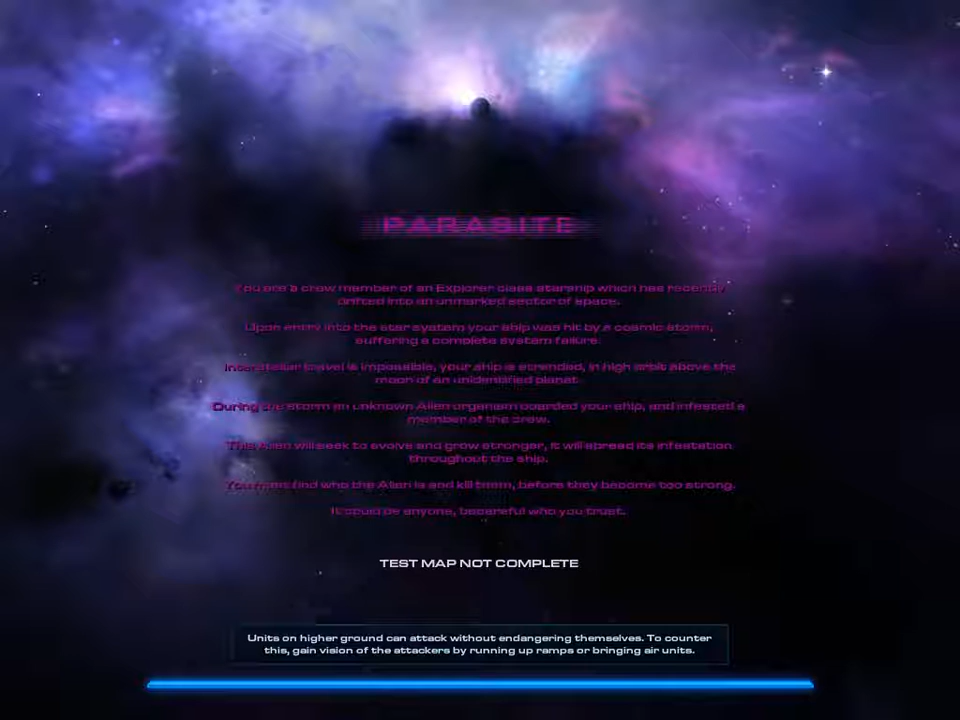 PARASITE
You are a crew member of an Explorer class starship which has recently
drifted into an unmarked sector of space.
Upon entry into the star system your ship was hit by a cosmic storm,
suffering a complete system failure.
Interstellar travel is impossible, your ship is stranded, in high orbit above the
moon of an unidentified planet.
During the storm an unknown Alien organism boarded your ship, and infested a
member of the crew.
This Alien will seek to evolve and grow stronger, it will spread its infestation
throughout the ship.
You must find who the Alien is and kill them, before they become too strong.
It could be anyone, becareful who you trust.
TEST MAP NOT COMPLETE
Units on higher ground can attack without endangering themselves. To counter
this, gain vision of the attackers by running up ramps or bringing air units.